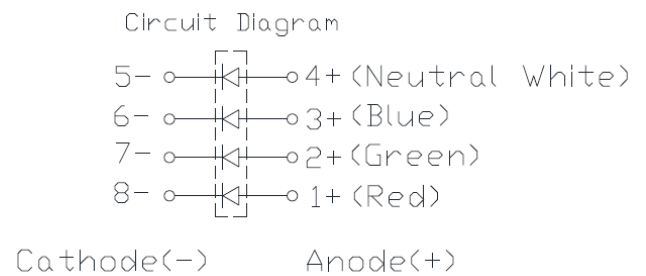 Circuit Diagram
5- 4+(Neutral White)
6- 3+(Blue)
7- 2+(Green)
8- 1+(Red)
Cathode(-) Anode(+)